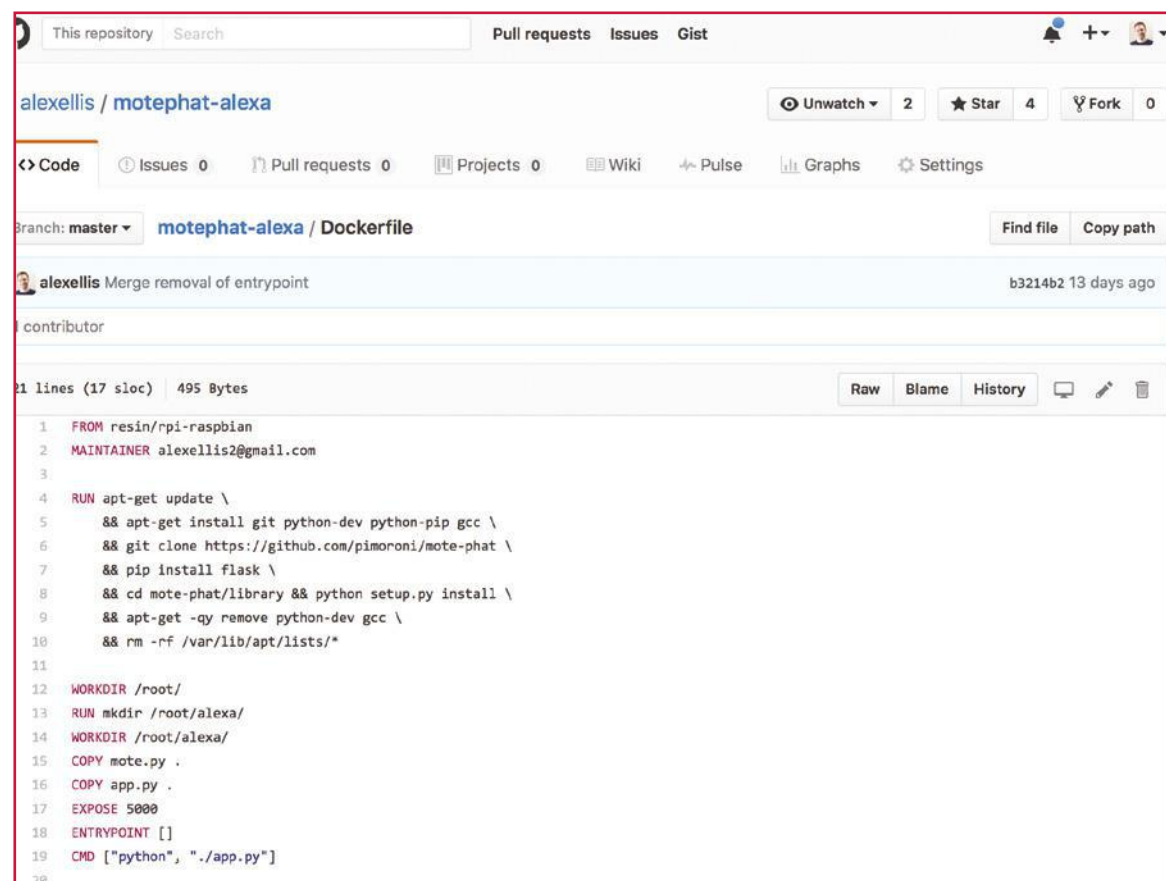 This repository Search Pull requests Issues Gist
alexellis / motephat-alexa Unwatch 2 Star 4 Fork 0
<> Code Issues 0 Pull requests 0 Projects 0 Wiki Pulse Graphs Settings
Branch: master motephat-alexa / Dockerfile Find file Copy path
alexellis Merge removal of entrypoint b3214b2 13 days ago
1 contributor
21 lines (17 sloc) 495 Bytes Raw Blame History
1 FROM resin/rpi-raspbian
2 MAINTAINER alexellis2@gmail.com
3
4 RUN apt-get update \
5 && apt-get install git python-dev python-pip gcc \
6 && git clone https://github.com/pimoroni/mote-phat \
7 && pip install flask \
8 && cd mote-phat/library && python setup.py install \
9 && apt-get -qy remove python-dev gcc \
10 && rm -rf /var/lib/apt/lists/*
11
12 WORKDIR /root/
13 RUN mkdir /root/alexa/
14 WORKDIR /root/alexa/
15 COPY mote.py .
16 COPY app.py .
17 EXPOSE 5000
18 ENTRYPOINT []
19 CMD ["python", "./app.py"]
20